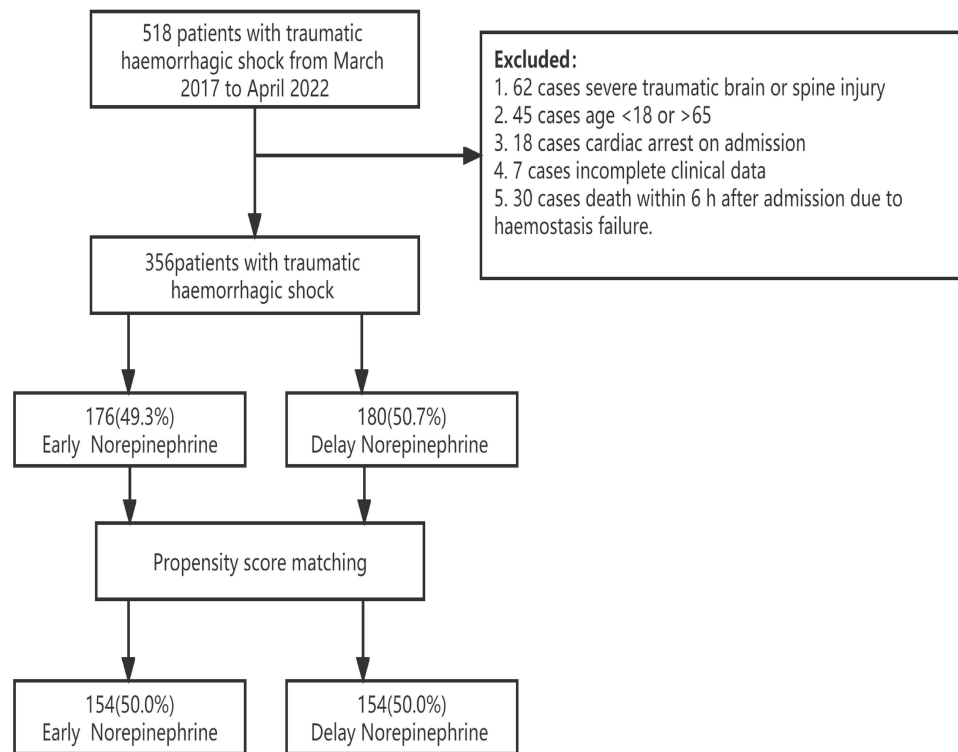 518 patients with traumatic
haemorrhagic shock from March
2017 to April 2022
Excluded:
1. 62 cases severe traumatic brain or spine injury
2. 45 cases age <18 or >65
3. 18 cases cardiac arrest on admission
4. 7 cases incomplete clinical data
5. 30 cases death within 6 h after admission due to
haemostasis failure.
356patients with traumatic
haemorrhagic shock
176(49.3%)
Early Norepinephrine
180(50.7%)
Delay Norepinephrine
Propensity score matching
154(50.0%)
Early Norepinephrine
154(50.0%)
Delay Norepinephrine